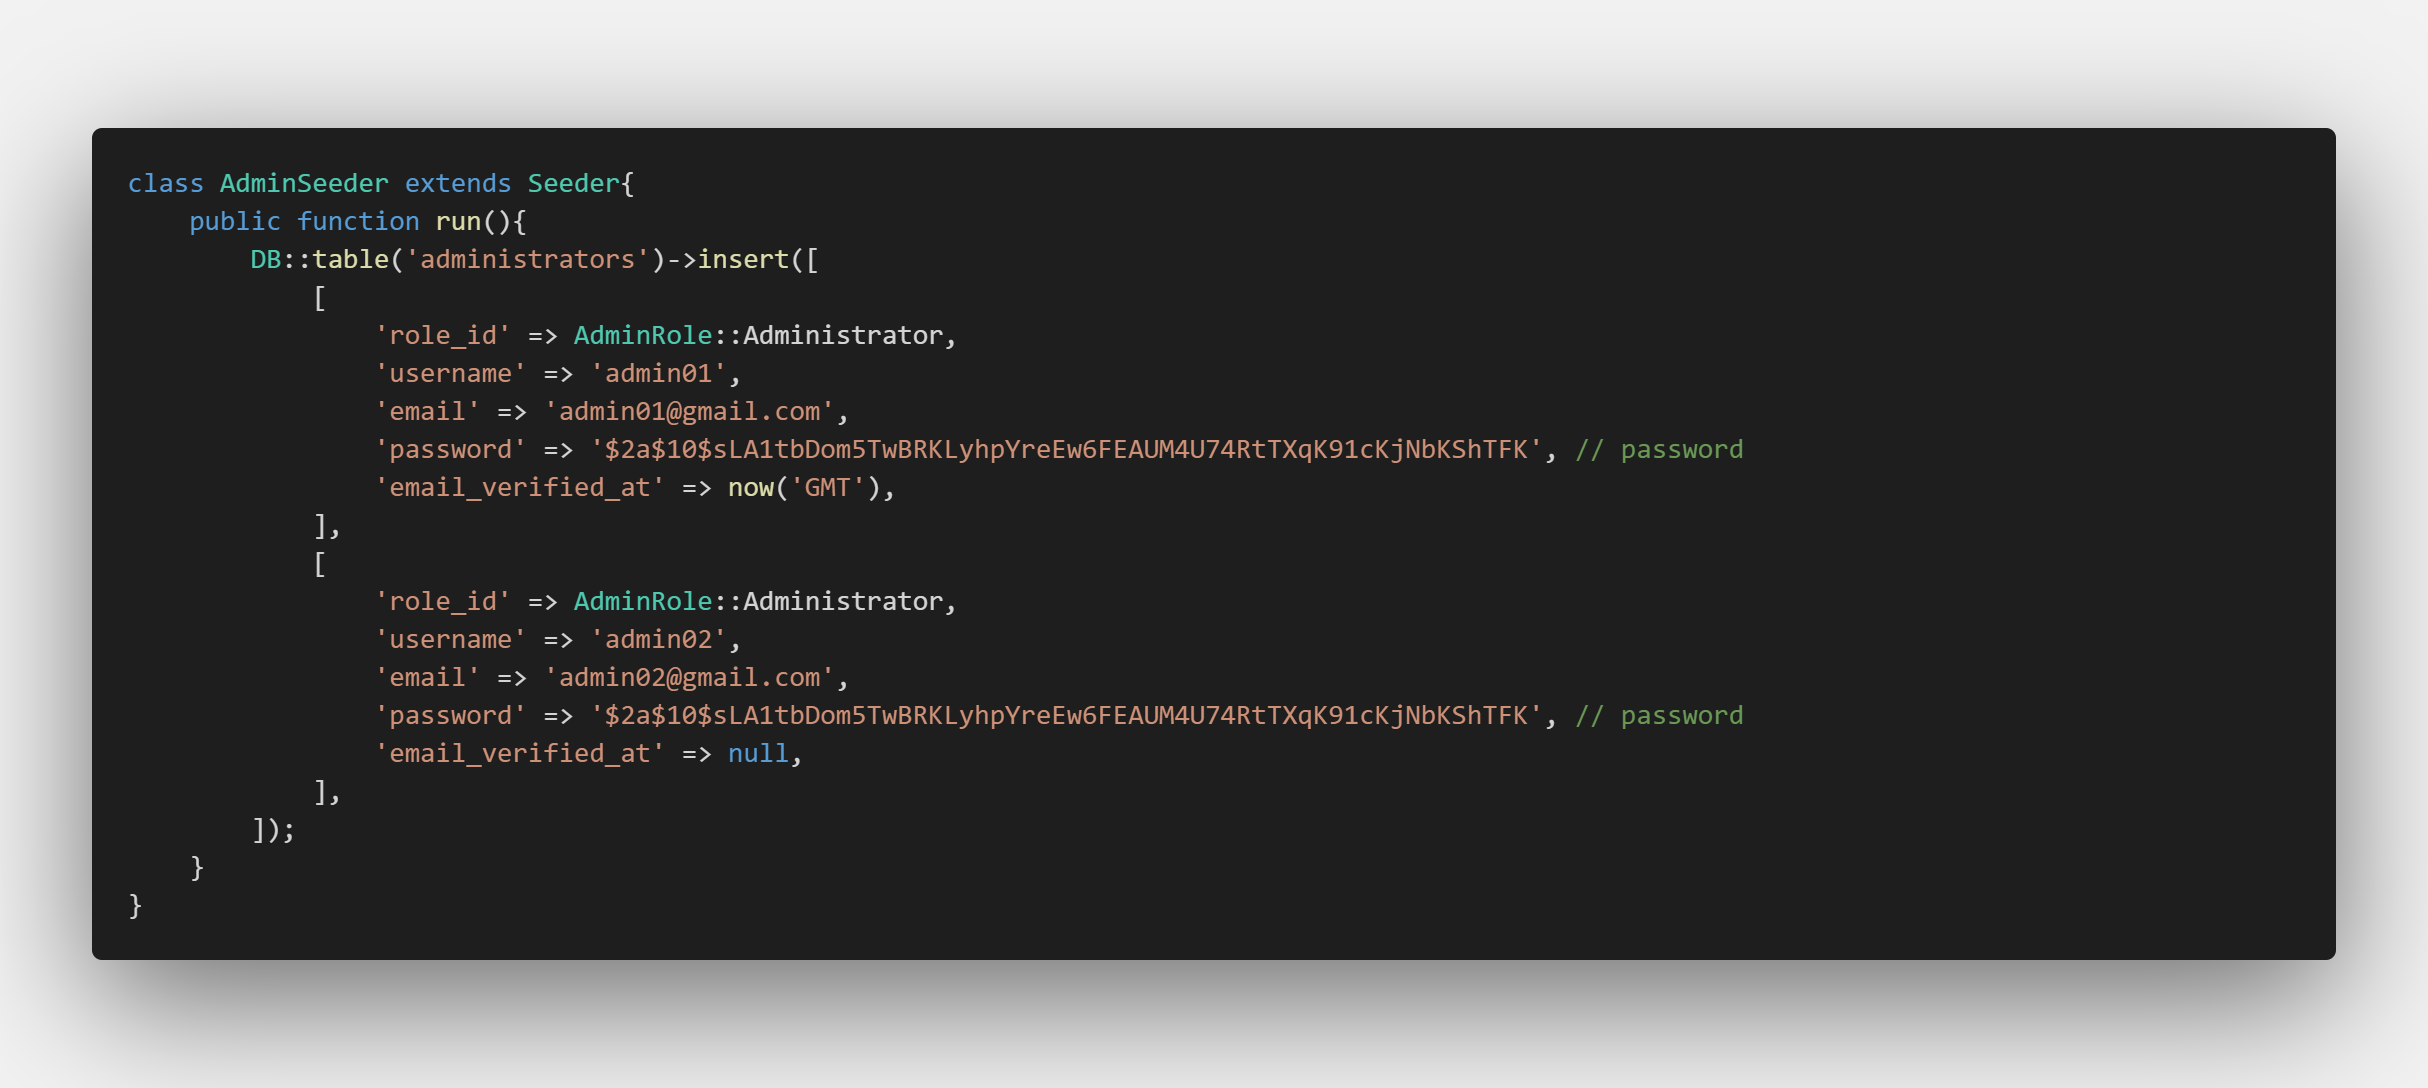 class AdminSeeder extends Seeder{
    public function run(){
        DB::table('administrators')->insert([
            [
                'role_id' => AdminRole::Administrator,
                'username' => 'admin01',
                'email' => 'admin01@gmail.com',
                'password' => '$2a$10$sLA1tbDom5TwBRKLyhpYreEw6FEAUM4U74RtTXqK91cKjNbKShTFK', // password
                'email_verified_at' => now('GMT'),
            ],
            [
                'role_id' => AdminRole::Administrator,
                'username' => 'admin02',
                'email' => 'admin02@gmail.com',
                'password' => '$2a$10$sLA1tbDom5TwBRKLyhpYreEw6FEAUM4U74RtTXqK91cKjNbKShTFK', // password
                'email_verified_at' => null,
            ],
        ]);
    }
}